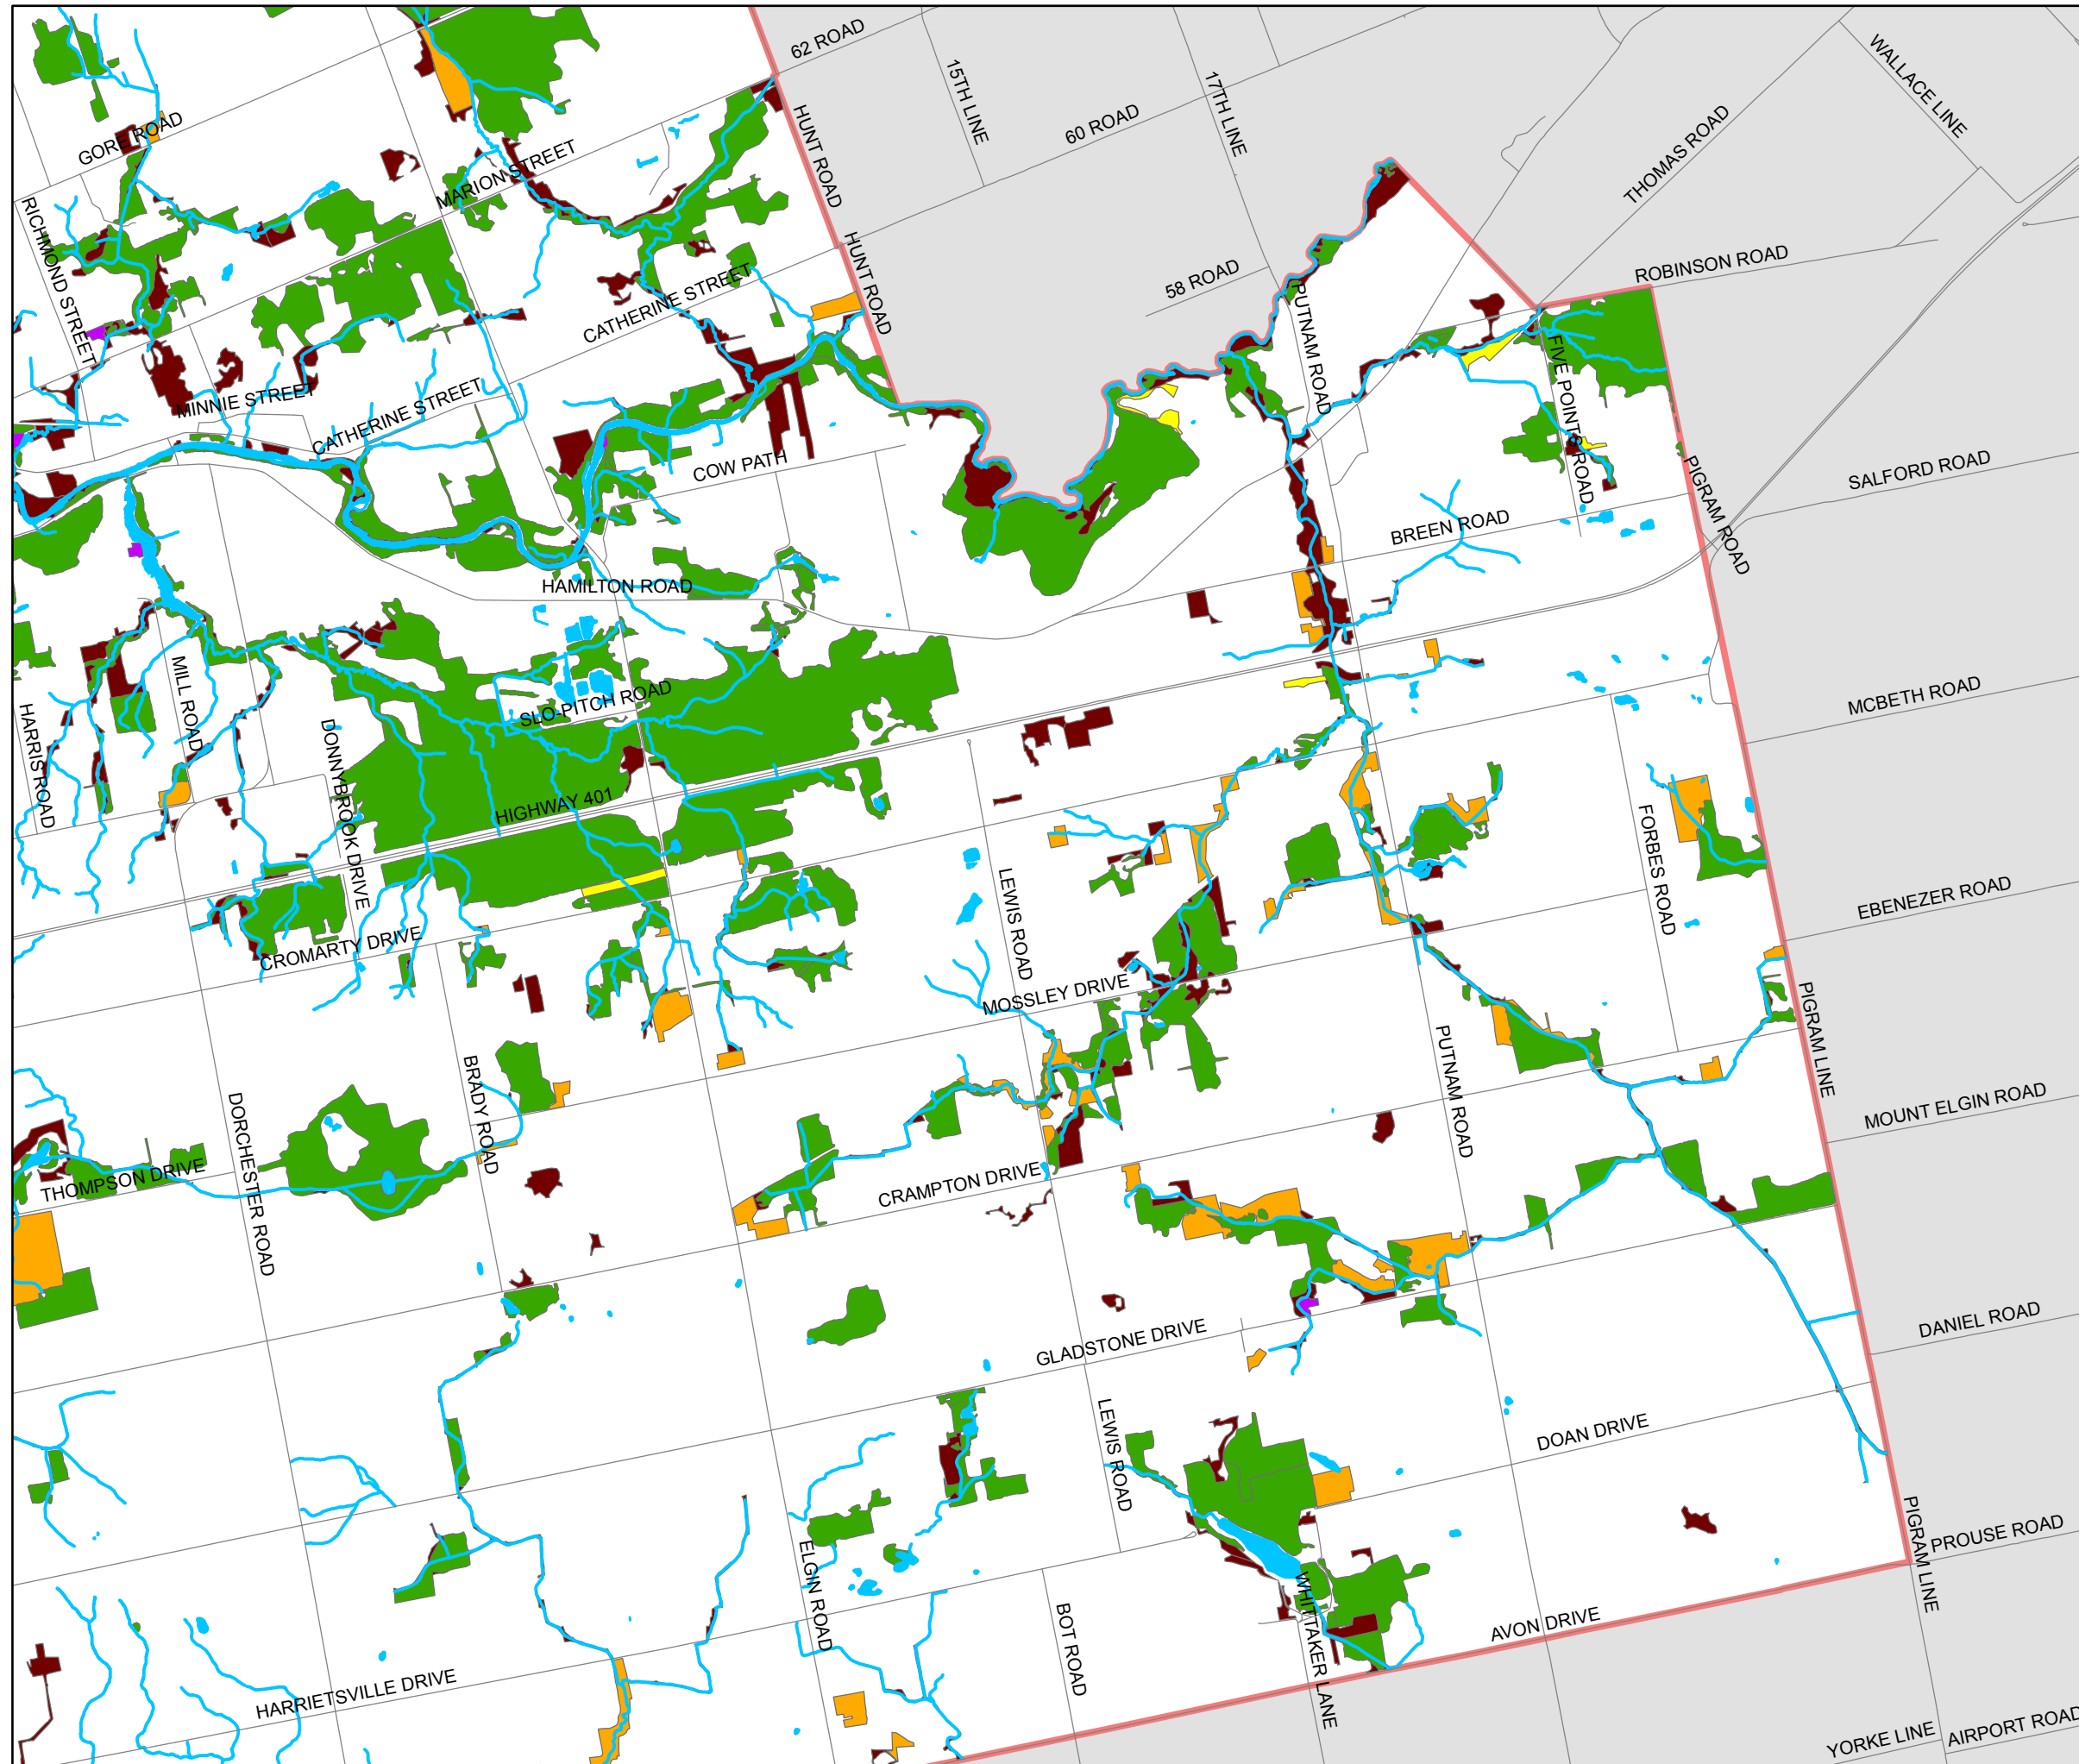 62 ROAD
WALLACE LINE
15TH LINE
17TH LINE
60 ROAD
THOMAS ROAD
GORE ROAD
HUNT ROAD
MARION STREET
RICHMOND STREET
HUNT ROAD
ROBINSON ROAD
58 ROAD
CATHERINE STREET
PUTNAM ROAD
FIVE POINTS ROAD
MINNIE STREET
CATHERINE STREET
COW PATH
SALFORD ROAD
PIGRAM ROAD
BREEN ROAD
HAMILTON ROAD
MILL ROAD
SLO-PITCH ROAD
MCBETH ROAD
HARRIS ROAD
DONNYBROOK DRIVE
HIGHWAY 401
FORBES ROAD
LEWIS ROAD
EBENEZER ROAD
CROMARTY DRIVE
MOSSLEY DRIVE
PIGRAM LINE
PUTNAM ROAD
BRADY ROAD
DORCHESTER ROAD
MOUNT ELGIN ROAD
THOMPSON DRIVE
CRAMPTON DRIVE
DANIEL ROAD
GLADSTONE DRIVE
LEWIS ROAD
DOAN DRIVE
PIGRAM LINE
PROUSE ROAD
ELGIN ROAD
WHITTAKER LANE
BOT ROAD
AVON DRIVE
HARRIETSVILLE DRIVE
YORKE LINE
AIRPORT ROAD